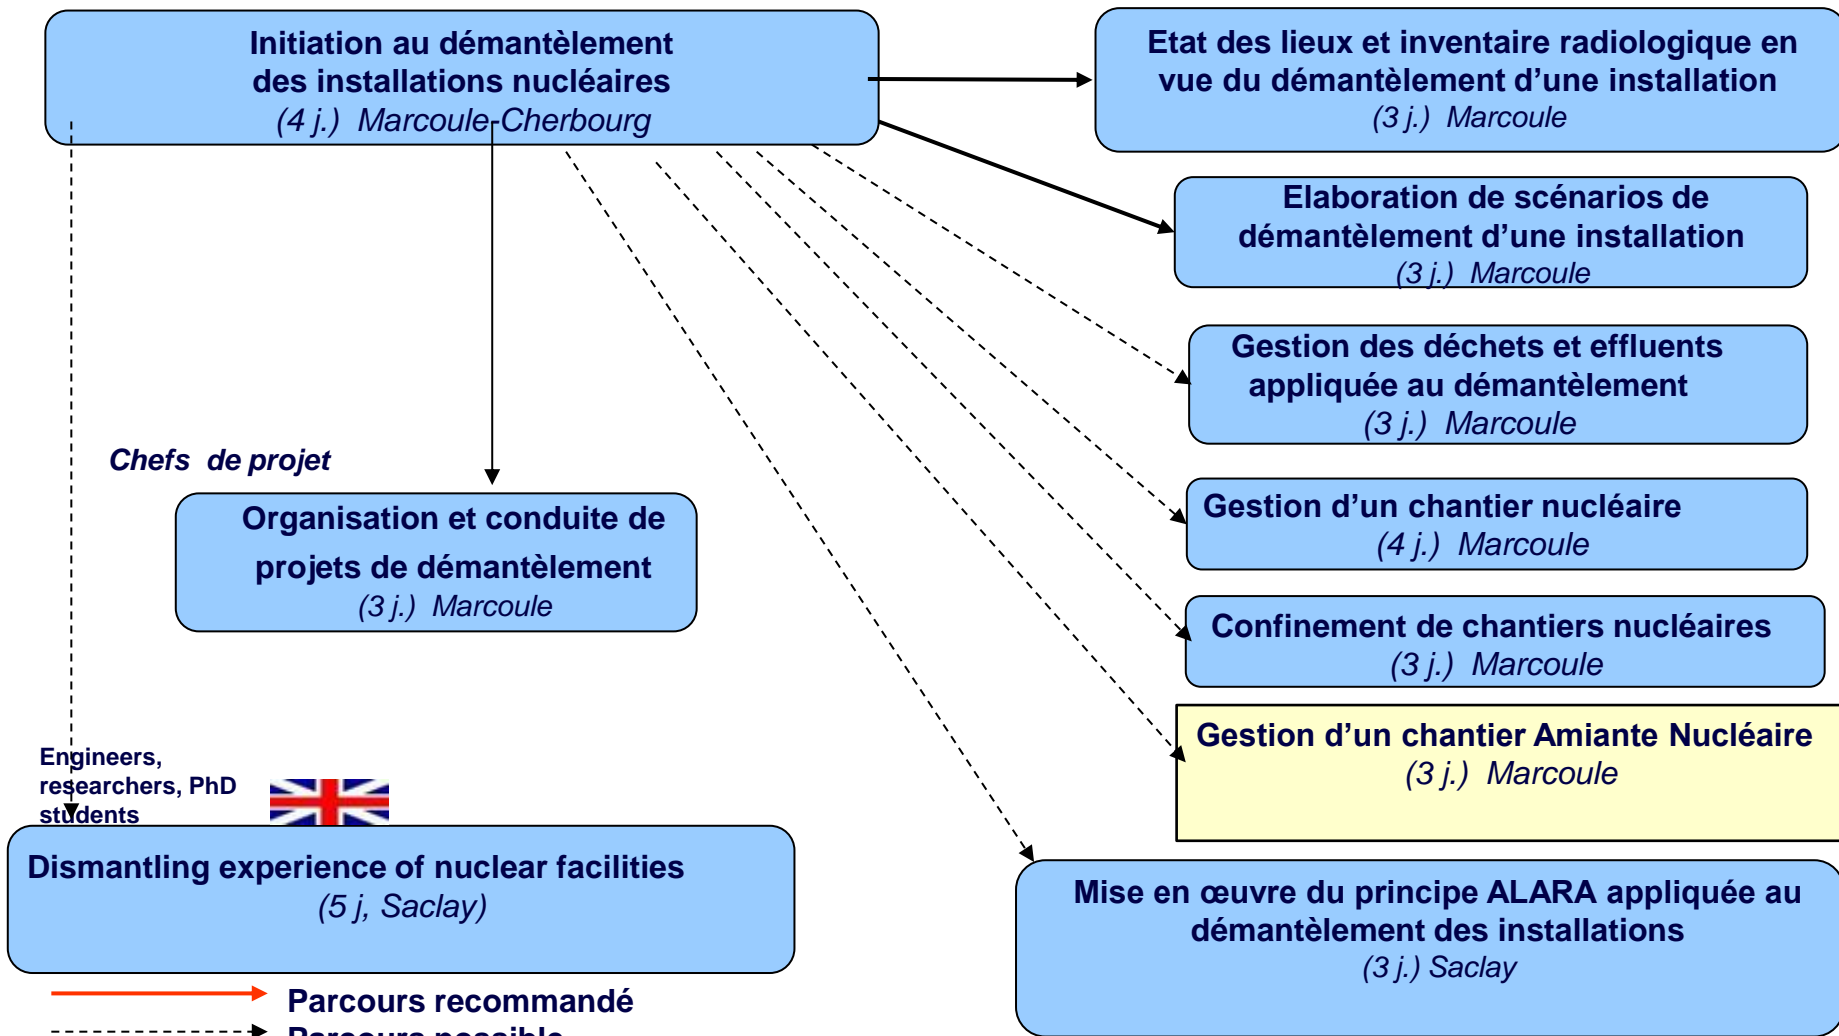 Initiation au démantèlement
des installations nucléaires
(4 j.) Marcoule-Cherbourg
Etat des lieux et inventaire radiologique en
vue du démantèlement d'une installation
(3 j.) Marcoule
Elaboration de scénarios de
démantèlement d'une installation
(3 j.) Marcoule
Gestion des déchets et effluents
appliquée au démantèlement
(3 j.) Marcoule
Chefs de projet
Organisation et conduite de
projets de démantèlement
(3 j.) Marcoule
Gestion d'un chantier nucléaire
(4 j.) Marcoule
Confinement de chantiers nucléaires
(3 j.) Marcoule
Gestion d'un chantier Amiante Nucléaire
(3 j.) Marcoule
Engineers,
researchers, PhD
students
Dismantling experience of nuclear facilities
(5 j, Saclay)
Mise en œuvre du principe ALARA appliquée au
démantèlement des installations
(3 j.) Saclay
Parcours recommandé
Parcours possible